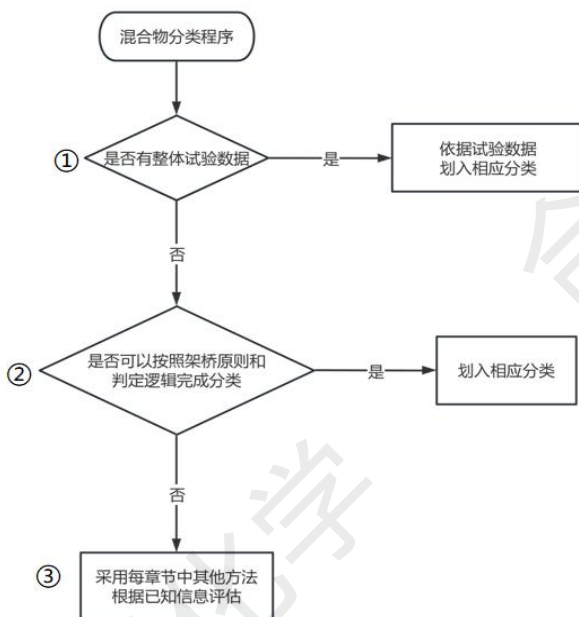 混合物分类程序
①
是否有整体试验数据
是
依据试验数据
划入相应分类
否
②
是否可以按照架桥原则和
判定逻辑完成分类
是
划入相应分类
否
③
采用每章节中其他方法
根据已知信息评估
合
化学